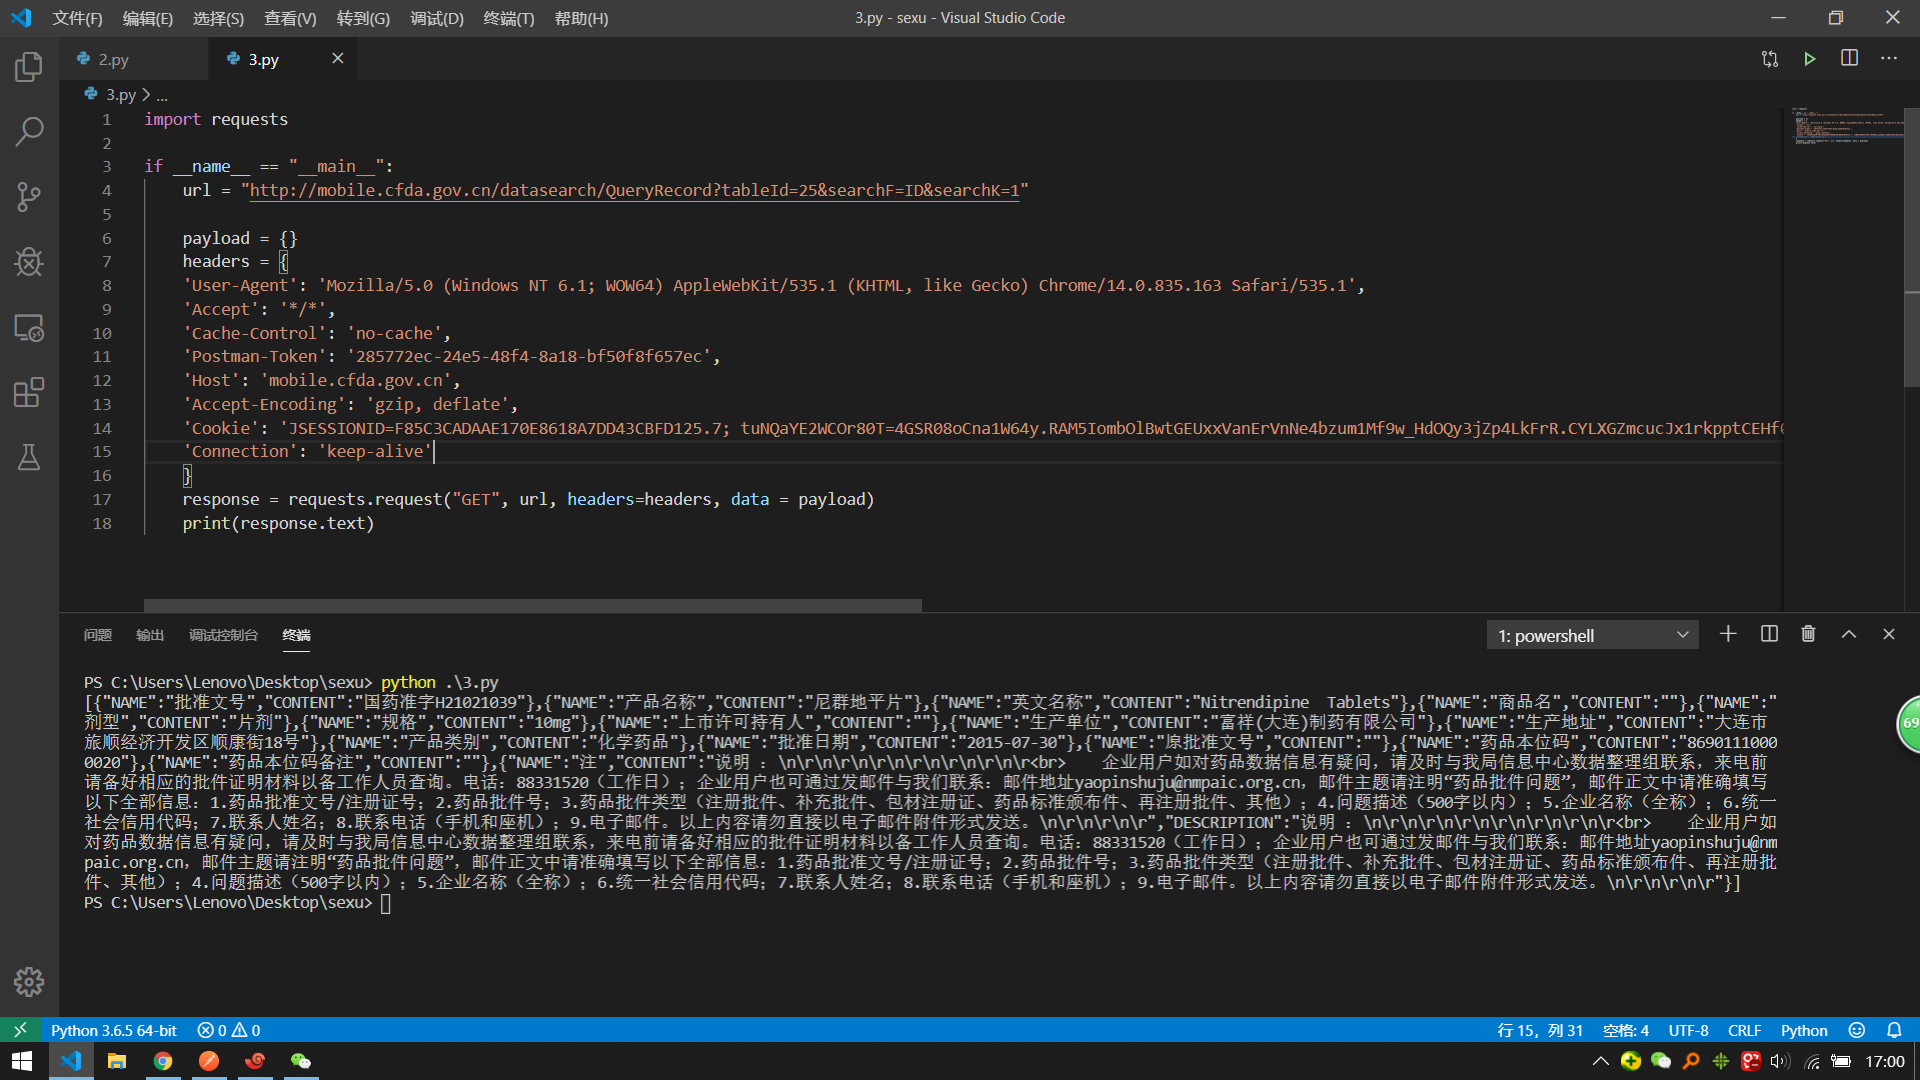 文件(F) 编辑(E) 选择(S) 查看(V) 转到(G) 调试(D) 终端(T) 帮助(H) 3.py - sexu - Visual Studio Code
2.py 3.py
3.py > ...
1 import requests
2
3 if __name__ == "__main__":
4 url = "http://mobile.cfda.gov.cn/datasearch/QueryRecord?tableId=25&searchF=ID&searchK=1"
5
6 payload = {}
7 headers = {
8 'User-Agent': 'Mozilla/5.0 (Windows NT 6.1; WOW64) AppleWebKit/535.1 (KHTML, like Gecko) Chrome/14.0.835.163 Safari/535.1',
9 'Accept': '*/*',
10 'Cache-Control': 'no-cache',
11 'Postman-Token': '285772ec-24e5-48f4-8a18-bf50f8f657ec',
12 'Host': 'mobile.cfda.gov.cn',
13 'Accept-Encoding': 'gzip, deflate',
14 'Cookie': 'JSESSIONID=F85C3CADAAE170E8618A7DD43CBFD125.7; tuNQaYE2WCOr80T=4GSR08oCna1W64y.RAM5IombOlBwtGEUxxVanErVnNe4bzum1Mf9w_HdOQy3jZp4LkFrR.CYLXGZmcucJx1rkpptCEHf
15 'Connection': 'keep-alive'
16 }
17 response = requests.request("GET", url, headers=headers, data = payload)
18 print(response.text)
问题 输出 调试控制台 终端 1: powershell
PS C:\Users\Lenovo\Desktop\sexu> python .\3.py
[{"NAME":"批准文号","CONTENT":"国药准字H21021039"},{"NAME":"产品名称","CONTENT":"尼群地平片"},{"NAME":"英文名称","CONTENT":"Nitrendipine  Tablets"},{"NAME":"商品名","CONTENT":""},{"NAME":"
剂型","CONTENT":"片剂"},{"NAME":"规格","CONTENT":"10mg"},{"NAME":"上市许可持有人","CONTENT":""},{"NAME":"生产单位","CONTENT":"富祥(大连)制药有限公司"},{"NAME":"生产地址","CONTENT":"大连市
旅顺经济开发区顺康街18号"},{"NAME":"产品类别","CONTENT":"化学药品"},{"NAME":"批准日期","CONTENT":"2015-07-30"},{"NAME":"原批准文号","CONTENT":""},{"NAME":"药品本位码","CONTENT":"8690111000
0020"},{"NAME":"药品本位码备注","CONTENT":""},{"NAME":"注","CONTENT":"说明 ：\n\r\n\r\n\r\n\r\n\r\n\r\n\r<br>    企业用户如对药品数据信息有疑问，请及时与我局信息中心数据整理组联系，来电前
请备好相应的批件证明材料以备工作人员查询。电话：88331520（工作日）；企业用户也可通过发邮件与我们联系：邮件地址yaopinshuju@nmpaic.org.cn，邮件主题请注明“药品批件问题”，邮件正文中请准确填写
以下全部信息：1.药品批准文号/注册证号；2.药品批件号；3.药品批件类型（注册批件、补充批件、包材注册证、药品标准颁布件、再注册批件、其他）；4.问题描述（500字以内）；5.企业名称（全称）；6.统一
社会信用代码；7.联系人姓名；8.联系电话（手机和座机）；9.电子邮件。以上内容请勿直接以电子邮件附件形式发送。\n\r\n\r\n\r","DESCRIPTION":"说明 ：\n\r\n\r\n\r\n\r\n\r\n\r\n\r<br>    企业用户如
对药品数据信息有疑问，请及时与我局信息中心数据整理组联系，来电前请备好相应的批件证明材料以备工作人员查询。电话：88331520（工作日）；企业用户也可通过发邮件与我们联系：邮件地址yaopinshuju@nm
paic.org.cn，邮件主题请注明“药品批件问题”，邮件正文中请准确填写以下全部信息：1.药品批准文号/注册证号；2.药品批件号；3.药品批件类型（注册批件、补充批件、包材注册证、药品标准颁布件、再注册批
件、其他）；4.问题描述（500字以内）；5.企业名称（全称）；6.统一社会信用代码；7.联系人姓名；8.联系电话（手机和座机）；9.电子邮件。以上内容请勿直接以电子邮件附件形式发送。\n\r\n\r\n\r"}]
PS C:\Users\Lenovo\Desktop\sexu>
69
Python 3.6.5 64-bit 0 0 行 15，列 31 空格: 4 UTF-8 CRLF Python
17:00